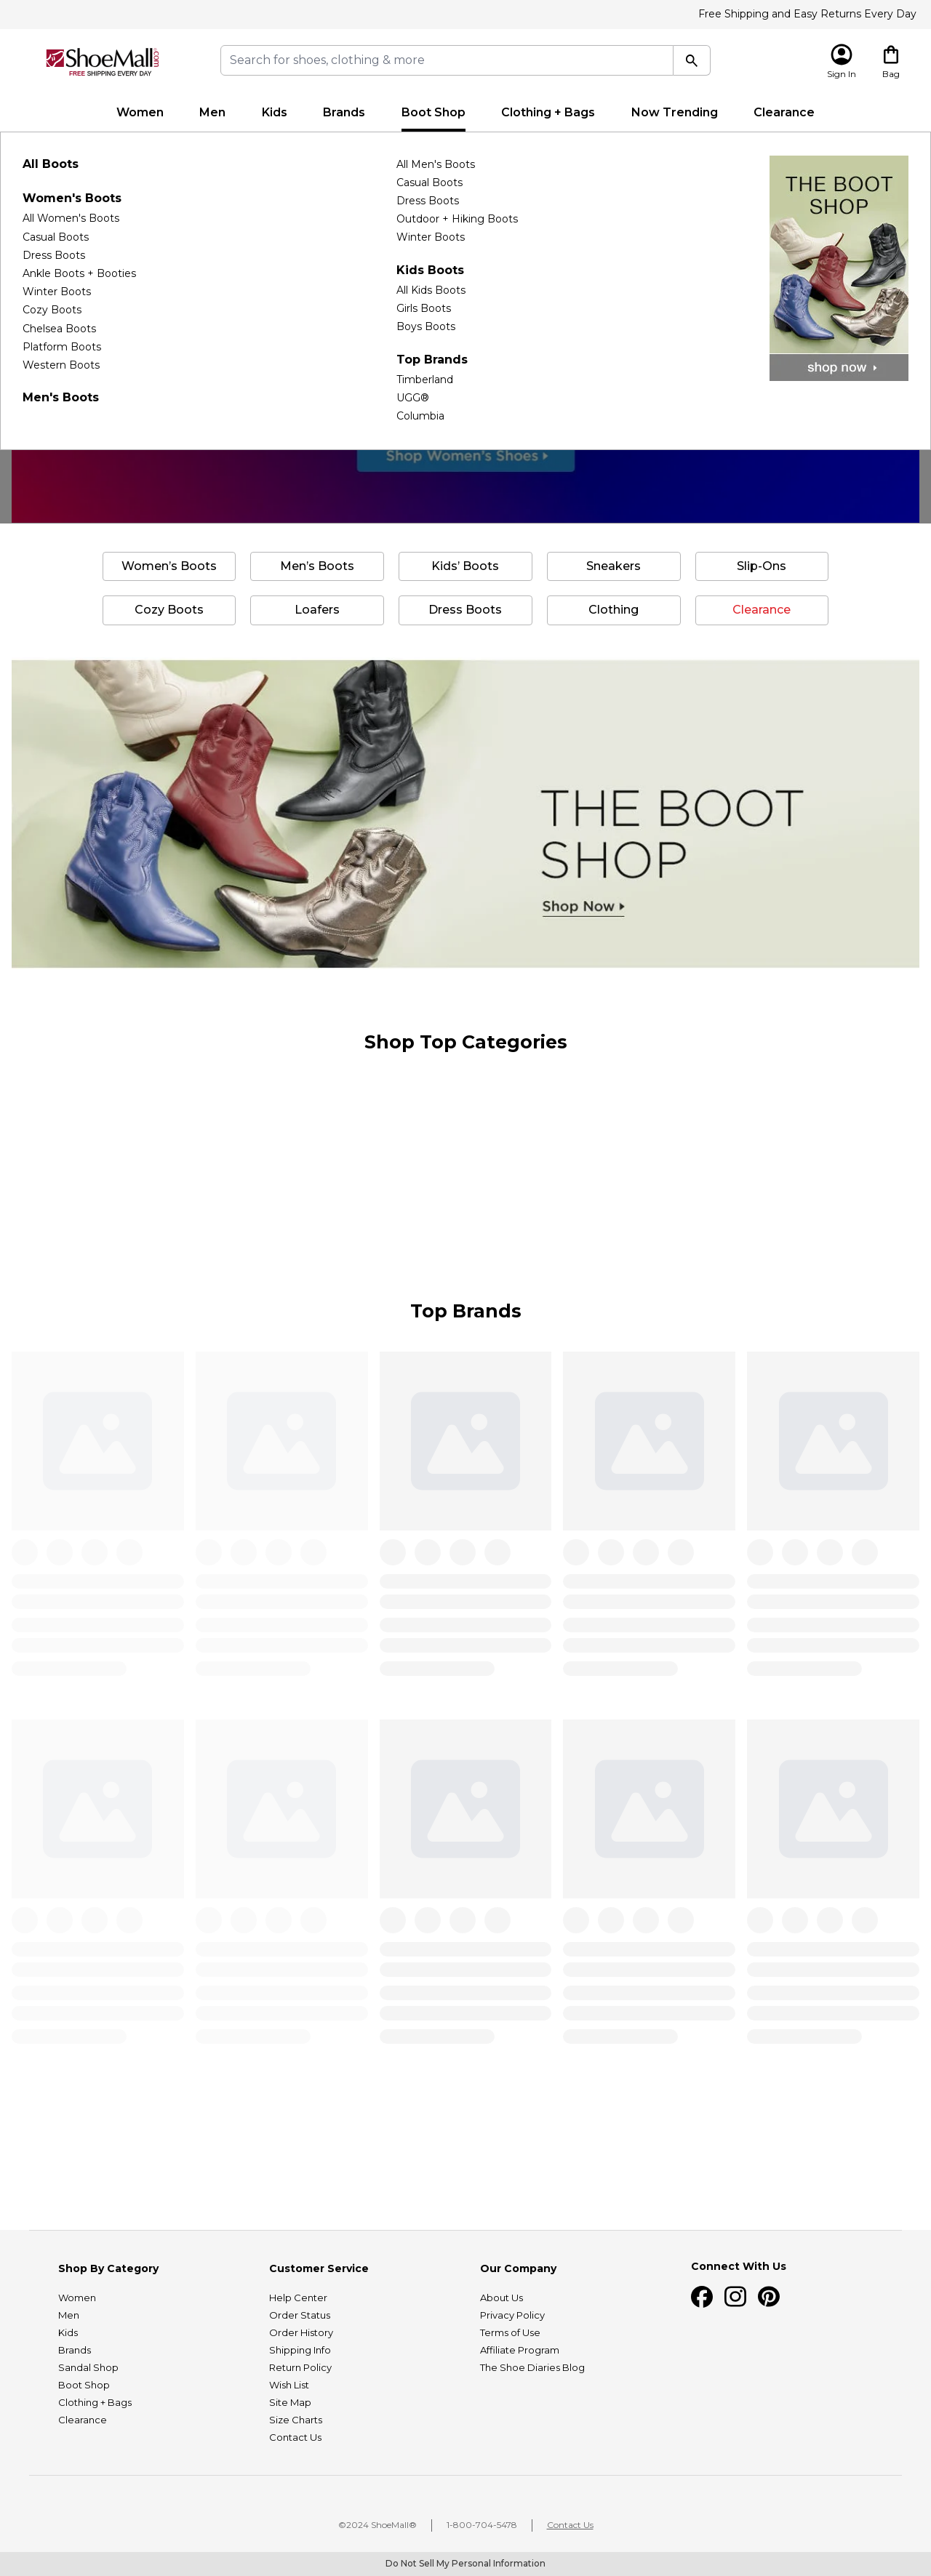 Free Shipping and Easy Returns Every Day
ShoeMall.com
FREE SHIPPING EVERY DAY
Search for shoes, clothing & more
Sign In
Bag
Women
Men
Kids
Brands
Boot Shop
Clothing + Bags
Now Trending
Clearance
All Boots
Women's Boots
All Women's Boots
Casual Boots
Dress Boots
Ankle Boots + Booties
Winter Boots
Cozy Boots
Chelsea Boots
Platform Boots
Western Boots
Men's Boots
All Men's Boots
Casual Boots
Dress Boots
Outdoor + Hiking Boots
Winter Boots
Kids Boots
All Kids Boots
Girls Boots
Boys Boots
Top Brands
Timberland
UGG®
Columbia
THE BOOT
SHOP
shop now
Shop Women's Shoes
Women’s Boots
Men’s Boots
Kids’ Boots
Sneakers
Slip-Ons
Cozy Boots
Loafers
Dress Boots
Clothing
Clearance
THE BOOT
SHOP
Shop Now
Shop Top Categories
Top Brands
Shop By Category
Women
Men
Kids
Brands
Sandal Shop
Boot Shop
Clothing + Bags
Clearance
Customer Service
Help Center
Order Status
Order History
Shipping Info
Return Policy
Wish List
Site Map
Size Charts
Contact Us
Our Company
About Us
Privacy Policy
Terms of Use
Affiliate Program
The Shoe Diaries Blog
Connect With Us
©2024 ShoeMall®
1-800-704-5478
Contact Us
Do Not Sell My Personal Information